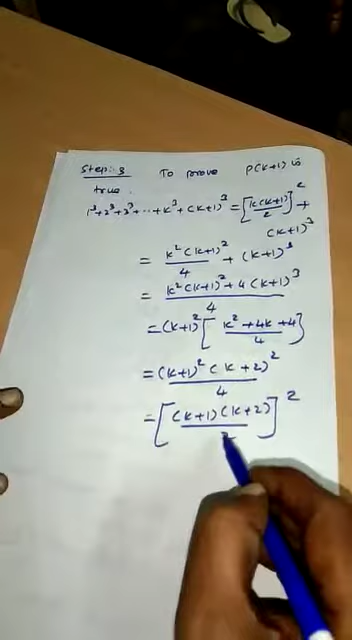 Step: 3 To prove P(k+1) is
true.
1³+2³+3³+...+k³+(k+1)³ = [k(k+1)/2]² +
(k+1)³
= k²(k+1)²/4 + (k+1)³
= k²(k+1)²+4(k+1)³/4
= (k+1)² [k²+4k+4/4]
= (k+1)²(k+2)²/4
= [(k+1)(k+2)/2]²